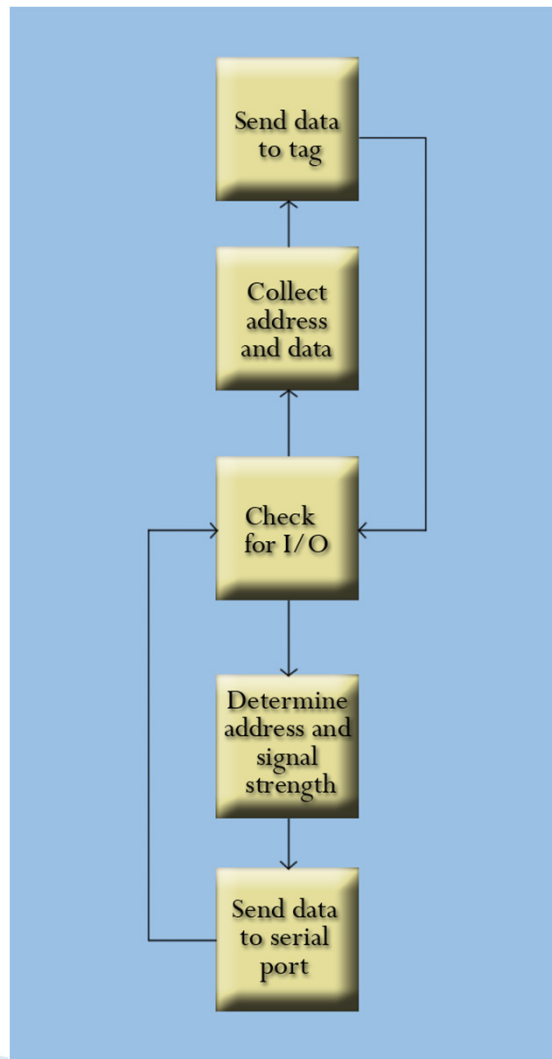 Send data
to tag
Collect
address
and data
Check
for I/O
Determine
address and
signal
strength
Send data
to serial
port